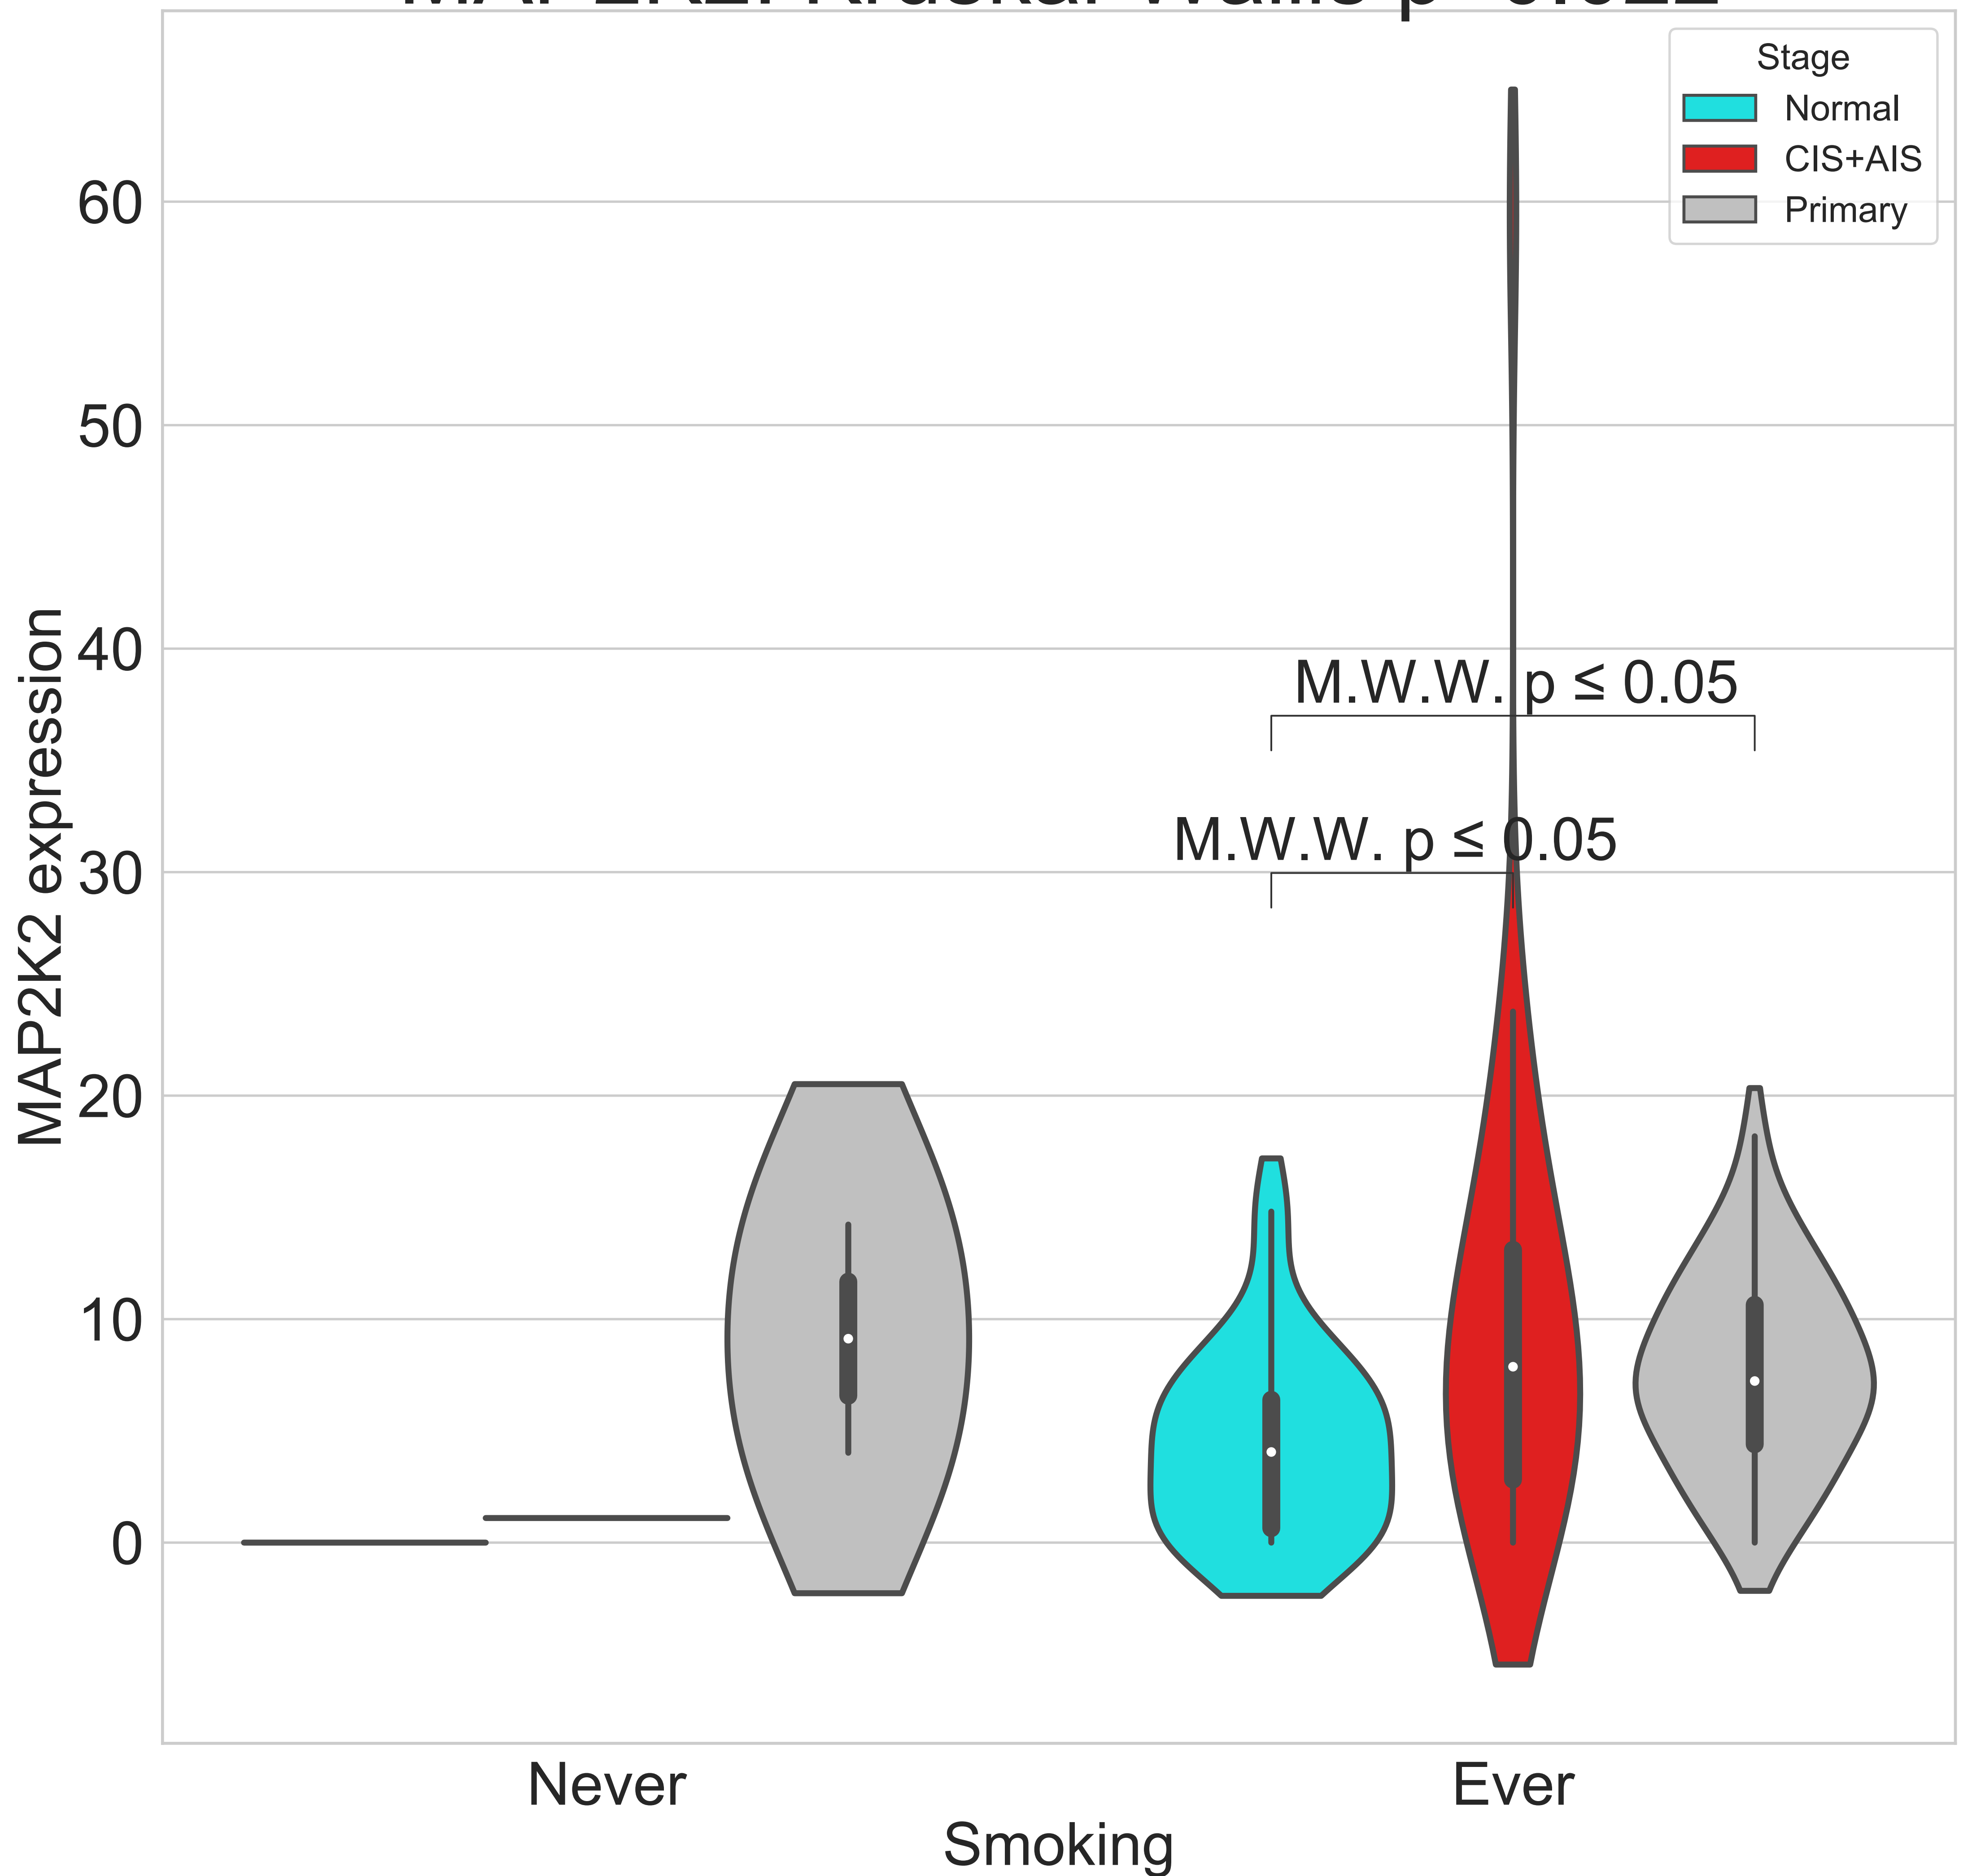 Stage
Normal
CIS+AIS
Primary
60
50
40
30
20
10
0
MAP2K2 expression
M.W.W. p ≤ 0.05
M.W.W. p ≤ 0.05
Never
Ever
Smoking